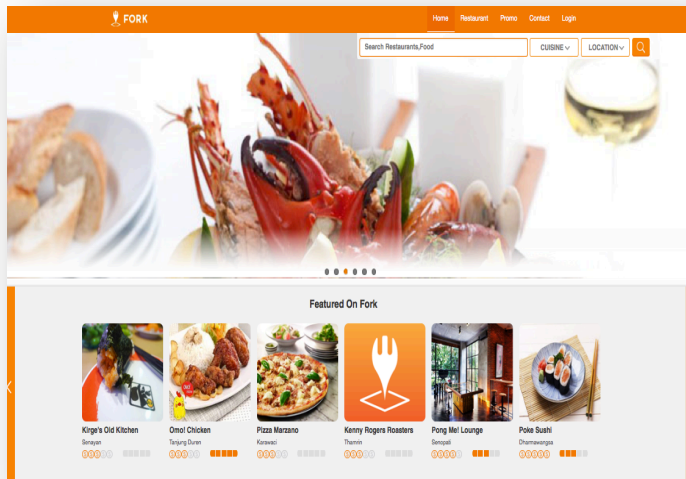 FORK
Home Restaurant Promo Contact Login
Search Restaurants,Food
CUISINE
LOCATION
Featured On Fork
Kirge's Old Kitchen
Senayan
Omo! Chicken
Tanjung Duren
Pizza Marzano
Karawaci
Kenny Rogers Roasters
Thamrin
Pong Me! Lounge
Senopati
Poke Sushi
Dharmawangsa